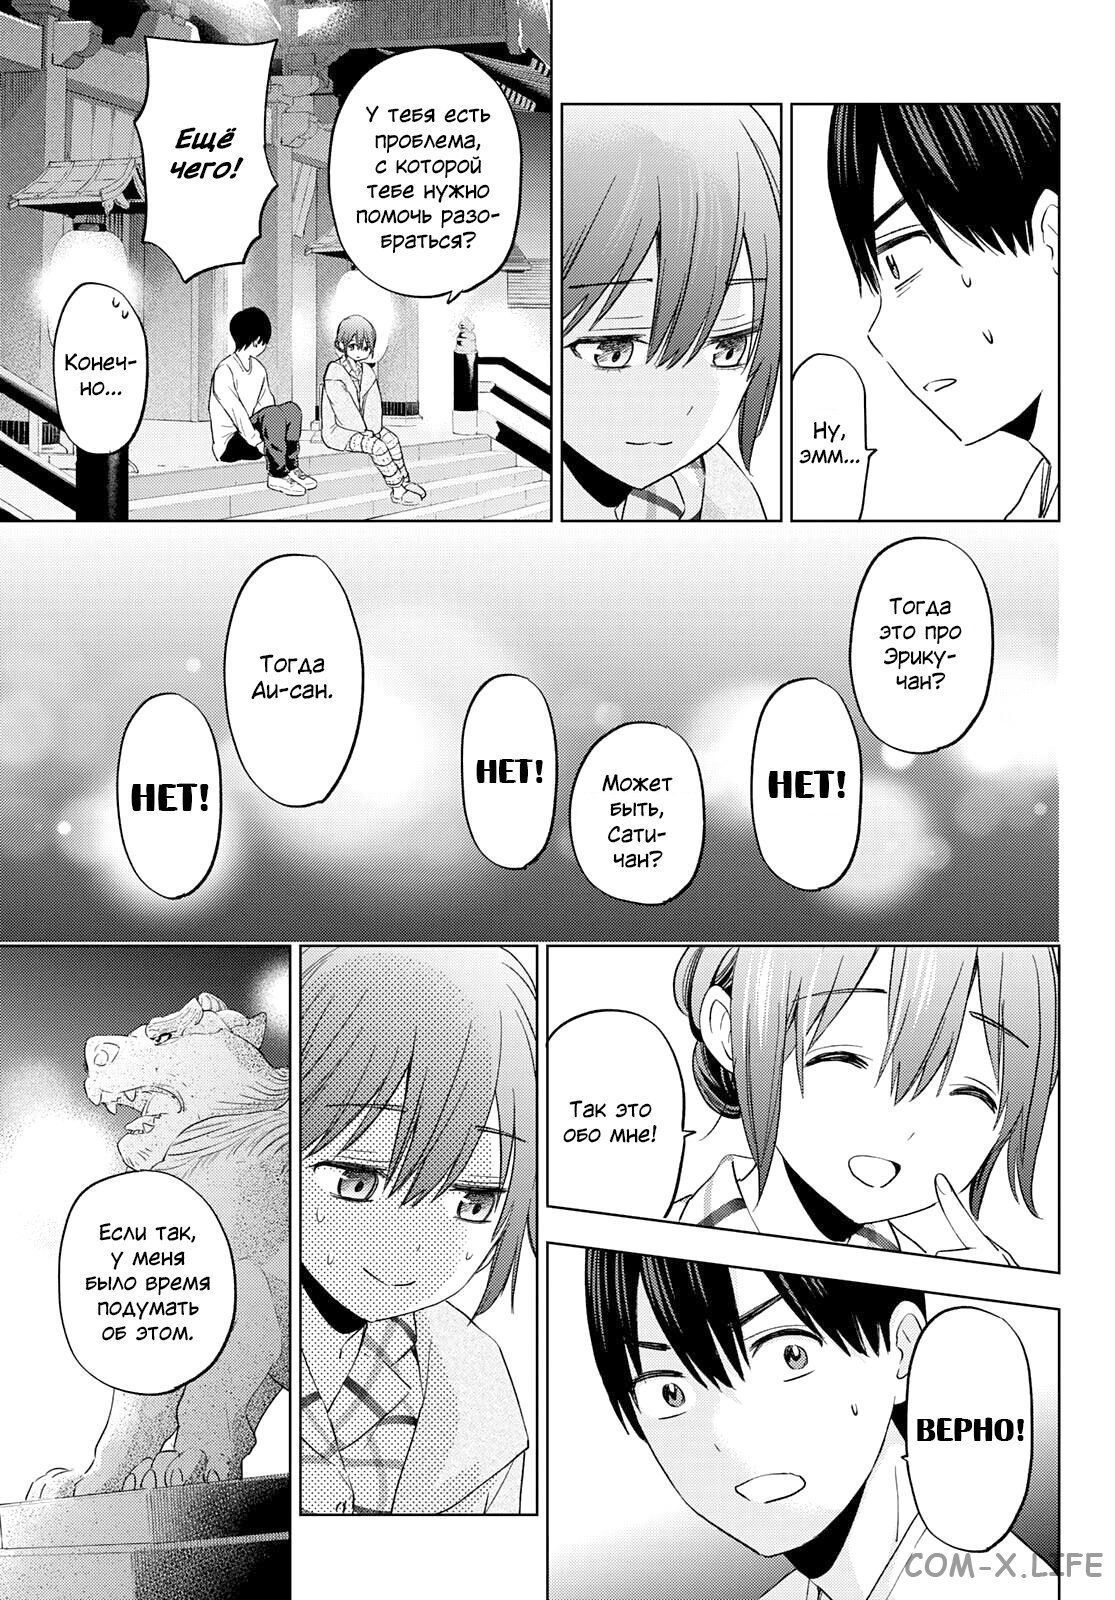 Ну,
эмм...
У тебя есть
проблема,
с которой
тебе нужно
помочь разо-
браться?
Ещё
чего!
Конеч-
но...
Тогда
это про
Эрику-
чан?
НЕТ!
Может
быть,
Сати-
чан?
НЕТ!
Тогда
Аи-сан.
НЕТ!
Так это
обо мне!
ВЕРНО!
Если так,
у меня
было время
подумать
об этом.
COM-X.LIFE